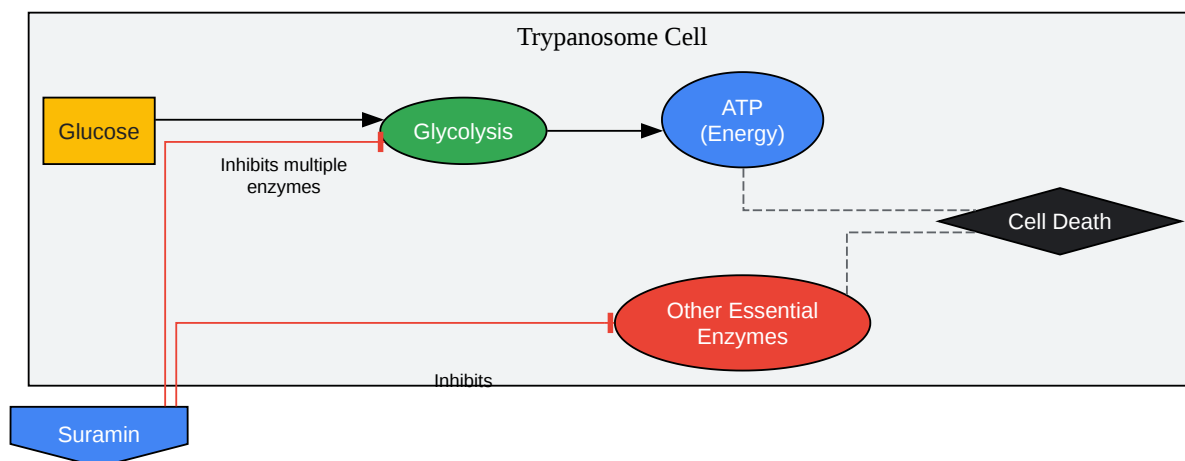 Trypanosome Cell
Glucose
Glycolysis
ATP
(Energy)
Inhibits multiple
enzymes
Cell Death
Other Essential
Enzymes
Inhibits
Suramin